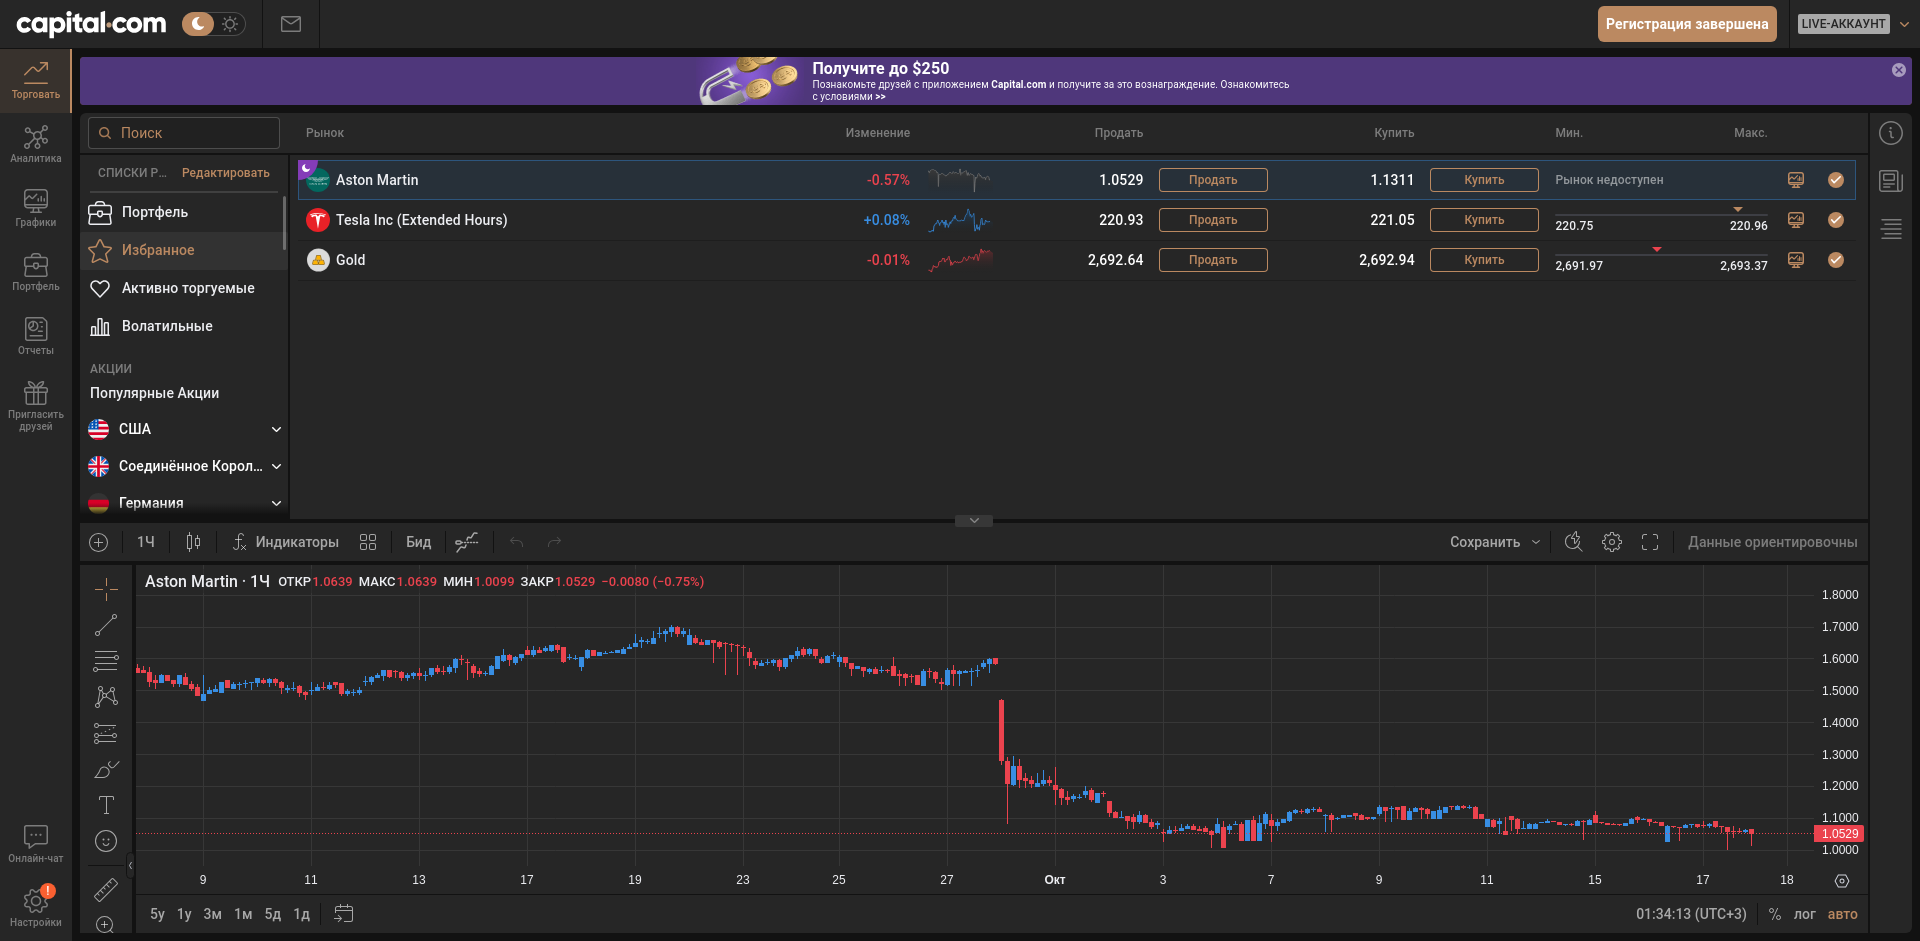 capital.com
Регистрация завершена
LIVE-АККАУНТ
Торговать
Аналитика
Графики
Портфель
Отчеты
Пригласить
друзей
Онлайн-чат
!
Настройки
Получите до $250
Познакомьте друзей с приложением Capital.com и получите за это вознаграждение. Ознакомитесь
с условиями >>
Поиск
Рынок Изменение Продать Купить Мин. Макс.
СПИСКИ Р... Редактировать
Портфель
Избранное
Активно торгуемые
Волатильные
АКЦИИ
Популярные Акции
США
Соединённое Корол...
Германия
Aston Martin -0.57% 1.0529 Продать 1.1311 Купить Рынок недоступен
Tesla Inc (Extended Hours) +0.08% 220.93 Продать 221.05 Купить 220.75 220.96
Gold -0.01% 2,692.64 Продать 2,692.94 Купить 2,691.97 2,693.37
1Ч Индикаторы Бид Сохранить Данные ориентировочны
Aston Martin · 1Ч ОТКР1.0639 МАКС1.0639 МИН1.0099 ЗАКР1.0529 −0.0080 (−0.75%)
1.8000
1.7000
1.6000
1.5000
1.4000
1.3000
1.2000
1.1000
1.0529
1.0000
9 11 13 17 19 23 25 27 Окт 3 7 9 11 15 17 18
5y 1y 3м 1м 5д 1д
01:34:13 (UTC+3) % лог авто